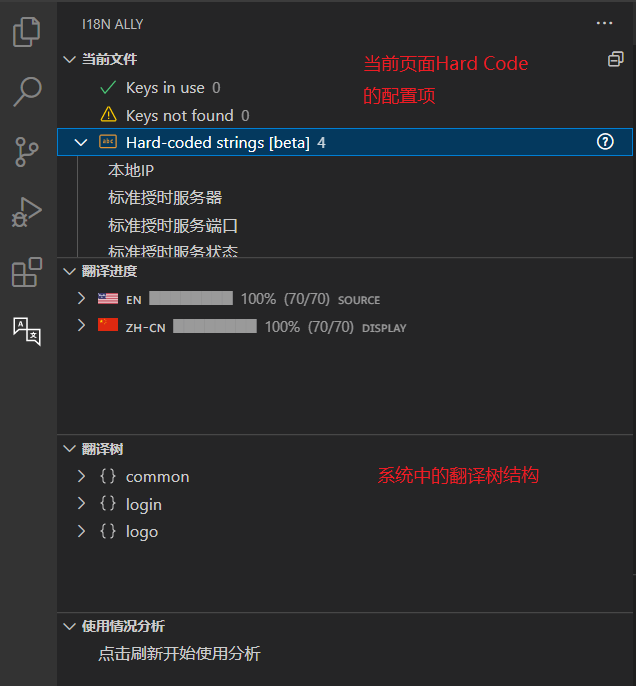 I18N ALLY
当前文件
当前页面Hard Code
的配置项
Keys in use 0
Keys not found 0
abc
Hard-coded strings [beta] 4
本地IP
标准授时服务器
标准授时服务端口
标准授时服务状态
翻译进度
EN 100% (70/70) SOURCE
ZH-CN 100% (70/70) DISPLAY
翻译树
系统中的翻译树结构
{} common
{} login
{} logo
使用情况分析
点击刷新开始使用分析